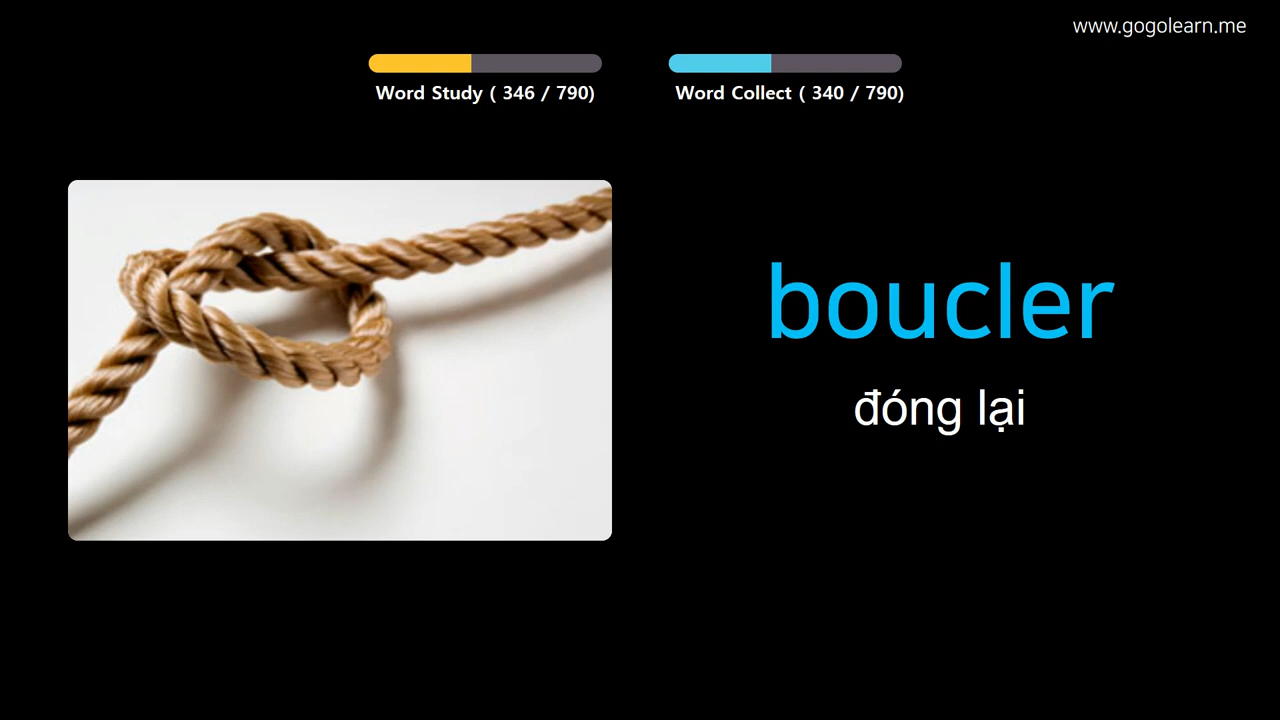 www.gogolearn.me
Word Study ( 346 / 790)
Word Collect ( 340 / 790)
boucler
đóng lại